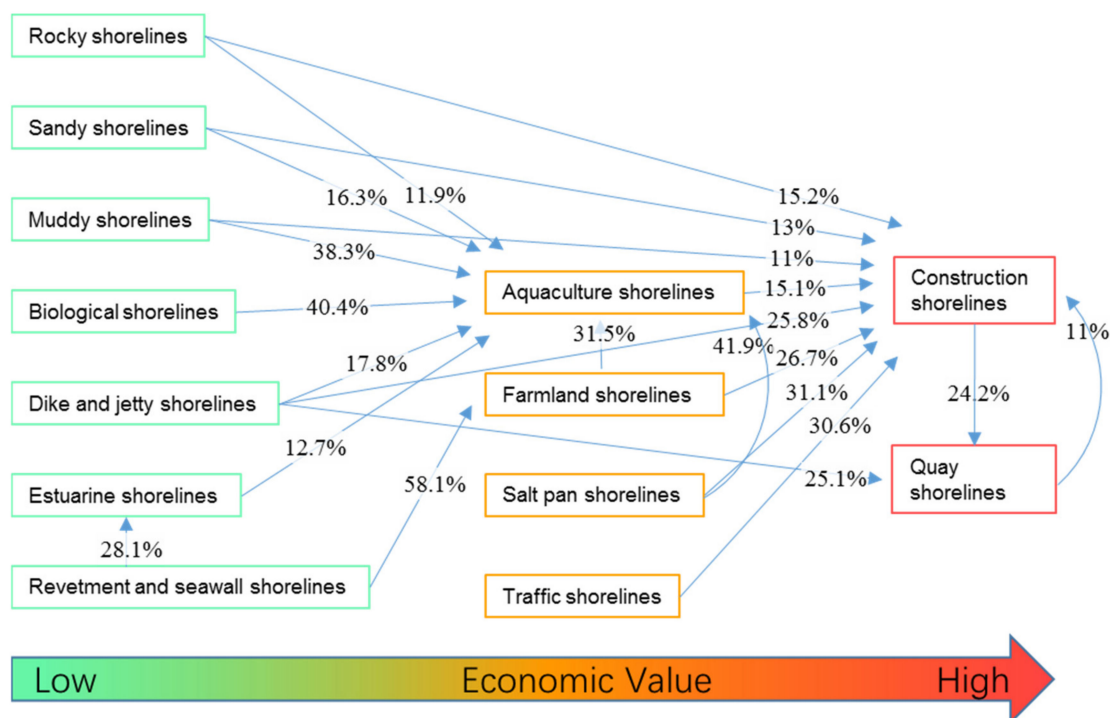 Rocky shorelines
Sandy shorelines
16.3%
11.9%
15.2%
Muddy shorelines
13%
38.3%
11%
Biological shorelines
40.4%
Aquaculture shorelines
15.1%
Construction
shorelines
31.5%
25.8%
41.9%
26.7%
11%
17.8%
Dike and jetty shorelines
Farmland shorelines
31.1%
24.2%
30.6%
12.7%
Estuarine shorelines
58.1%
Salt pan shorelines
25.1%
Quay
shorelines
28.1%
Revetment and seawall shorelines
Traffic shorelines
Low
Economic Value
High